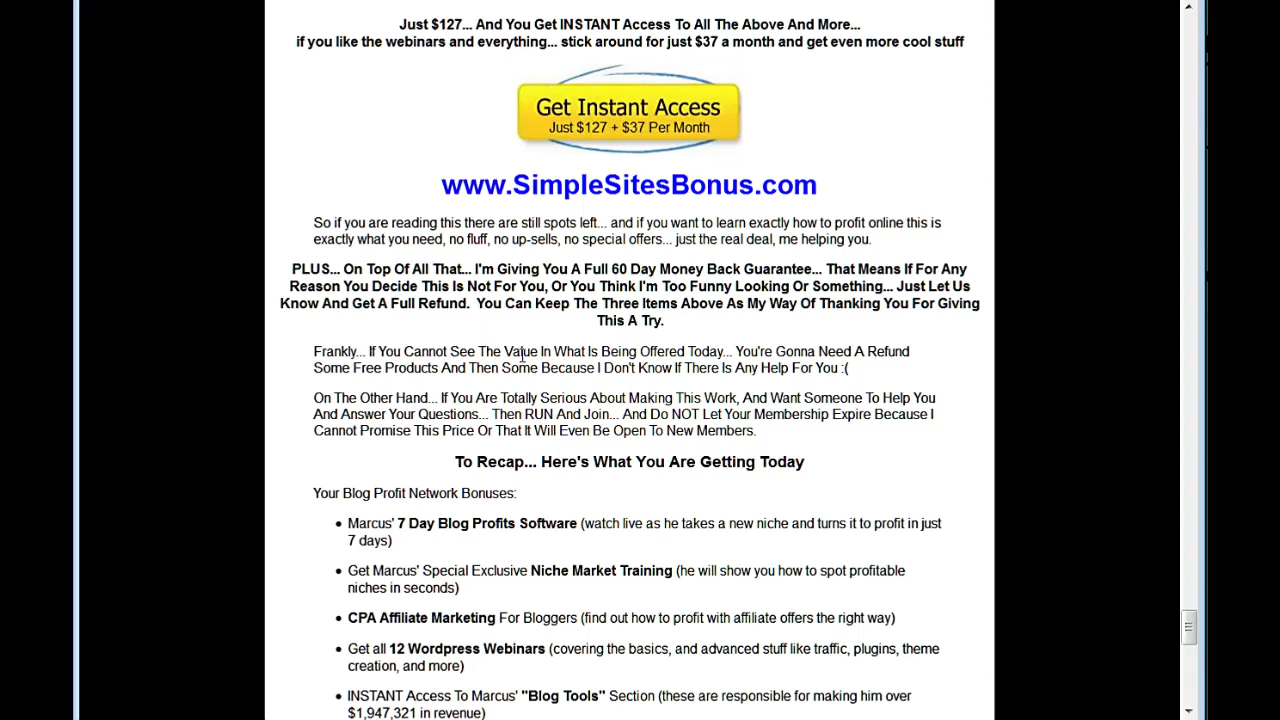 Just $127... And You Get INSTANT Access To All The Above And More...
if you like the webinars and everything... stick around for just $37 a month and get even more cool stuff
Get Instant Access
Just $127 + $37 Per Month
www.SimpleSitesBonus.com
So if you are reading this there are still spots left... and if you want to learn exactly how to profit online this is
exactly what you need, no fluff, no up-sells, no special offers... just the real deal, me helping you.
PLUS... On Top Of All That... I'm Giving You A Full 60 Day Money Back Guarantee... That Means If For Any
Reason You Decide This Is Not For You, Or You Think I'm Too Funny Looking Or Something... Just Let Us
Know And Get A Full Refund. You Can Keep The Three Items Above As My Way Of Thanking You For Giving
This A Try.
Frankly... If You Cannot See The Value In What Is Being Offered Today... You're Gonna Need A Refund
Some Free Products And Then Some Because I Don't Know If There Is Any Help For You :(
On The Other Hand... If You Are Totally Serious About Making This Work, And Want Someone To Help You
And Answer Your Questions... Then RUN And Join... And Do NOT Let Your Membership Expire Because I
Cannot Promise This Price Or That It Will Even Be Open To New Members.
To Recap... Here's What You Are Getting Today
Your Blog Profit Network Bonuses:
• Marcus' 7 Day Blog Profits Software (watch live as he takes a new niche and turns it to profit in just
7 days)
• Get Marcus' Special Exclusive Niche Market Training (he will show you how to spot profitable
niches in seconds)
• CPA Affiliate Marketing For Bloggers (find out how to profit with affiliate offers the right way)
• Get all 12 Wordpress Webinars (covering the basics, and advanced stuff like traffic, plugins, theme
creation, and more)
• INSTANT Access To Marcus' "Blog Tools" Section (these are responsible for making him over
$1,947,321 in revenue)